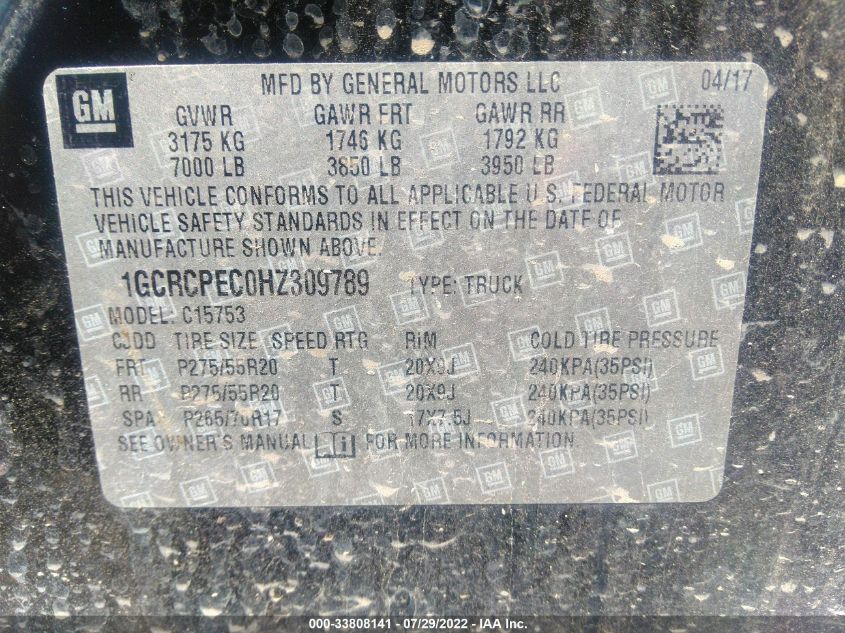 GM
MFD BY GENERAL MOTORS LLC 04/17
GVWR GAWR FRT GAWR RR
3175 KG 1746 KG 1792 KG
7000 LB 3850 LB 3950 LB
THIS VEHICLE CONFORMS TO ALL APPLICABLE U.S. FEDERAL MOTOR
VEHICLE SAFETY STANDARDS IN EFFECT ON THE DATE OF
MANUFACTURE SHOWN ABOVE.
1GCRCPEC0HZ309789 TYPE: TRUCK
MODEL: C15753
CJDD TIRE SIZE SPEED RTG RIM COLD TIRE PRESSURE
FRT P275/55R20 T 20X9J 240KPA(35PSI)
RR P275/55R20 T 20X9J 240KPA(35PSI)
SPA P265/70R17 S 17X7.5J 240KPA(35PSI)
SEE OWNER'S MANUAL i FOR MORE INFORMATION.
000-33808141 / 07/29/2022 - IAA Inc.